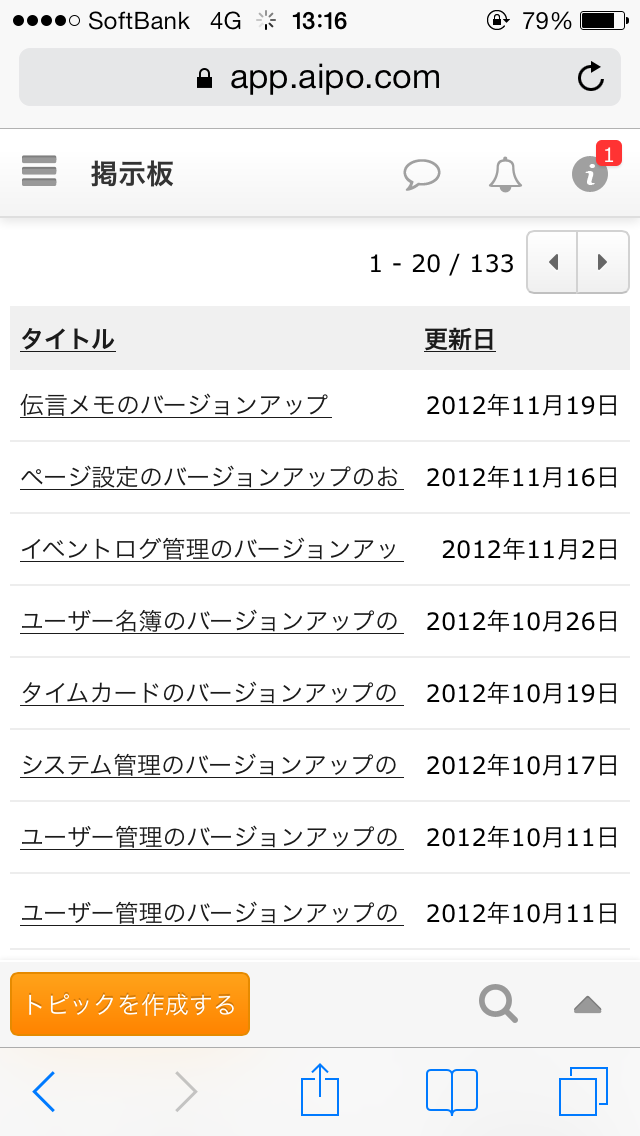 SoftBank 4G 13:16 79%
app.aipo.com
掲示板 1
1 - 20 / 133
タイトル 更新日
伝言メモのバージョンアップ 2012年11月19日
ページ設定のバージョンアップのお 2012年11月16日
イベントログ管理のバージョンアッ 2012年11月2日
ユーザー名簿のバージョンアップの 2012年10月26日
タイムカードのバージョンアップの 2012年10月19日
システム管理のバージョンアップの 2012年10月17日
ユーザー管理のバージョンアップの 2012年10月11日
ユーザー管理のバージョンアップの 2012年10月11日
トピックを作成する